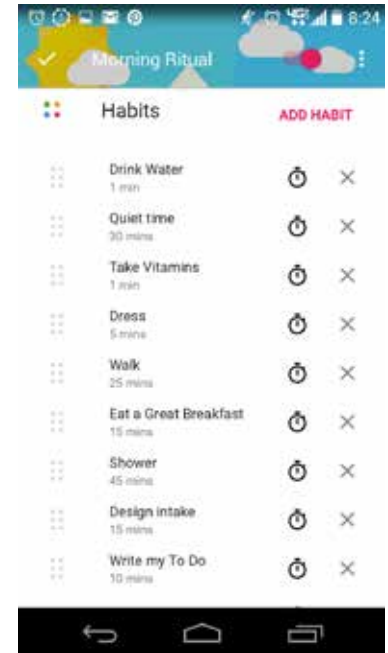 8:24
Morning Ritual
Habits
ADD HABIT
Drink Water
1 min
Quiet time
30 mins
Take Vitamins
1 min
Dress
5 mins
Walk
25 mins
Eat a Great Breakfast
15 mins
Shower
45 mins
Design intake
15 mins
Write my To Do
10 mins